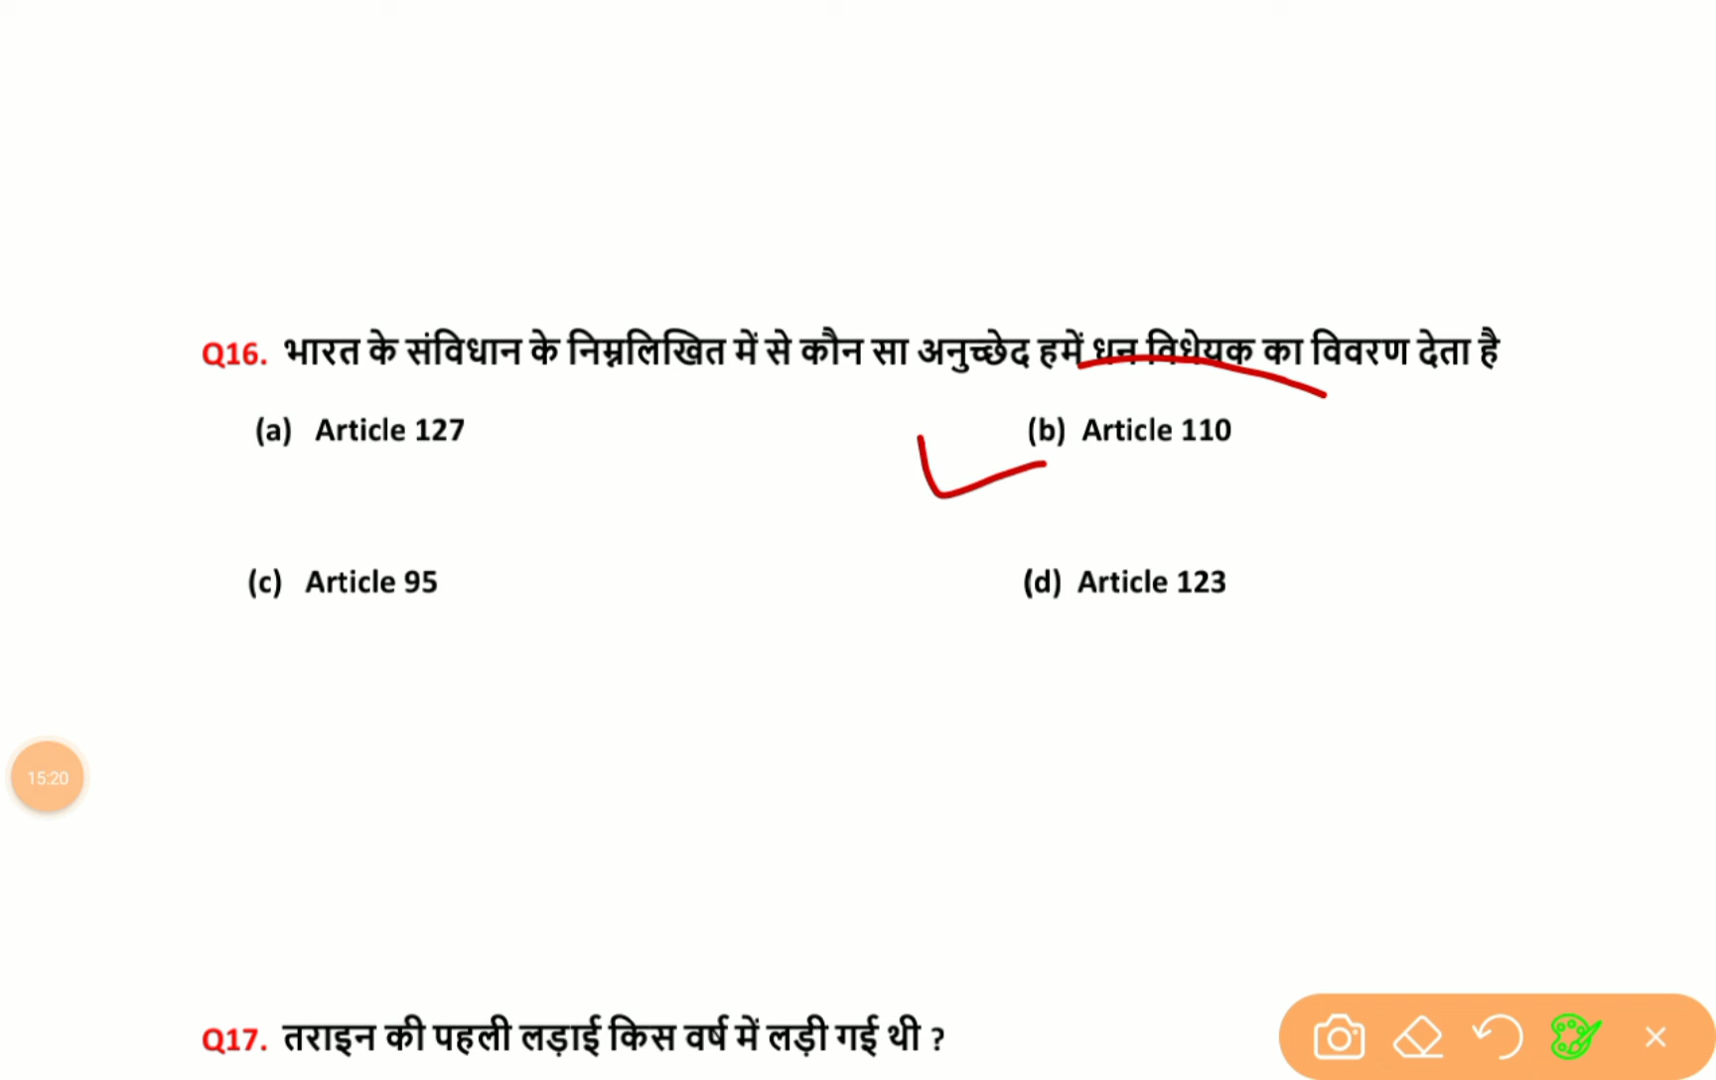 Q16. भारत के संविधान के निम्नलिखित में से कौन सा अनुच्छेद हमें धन विधेयक का विवरण देता है
(a) Article 127 (b) Article 110
(c) Article 95 (d) Article 123
15:20
Q17. तराइन की पहली लड़ाई किस वर्ष में लड़ी गई थी ?